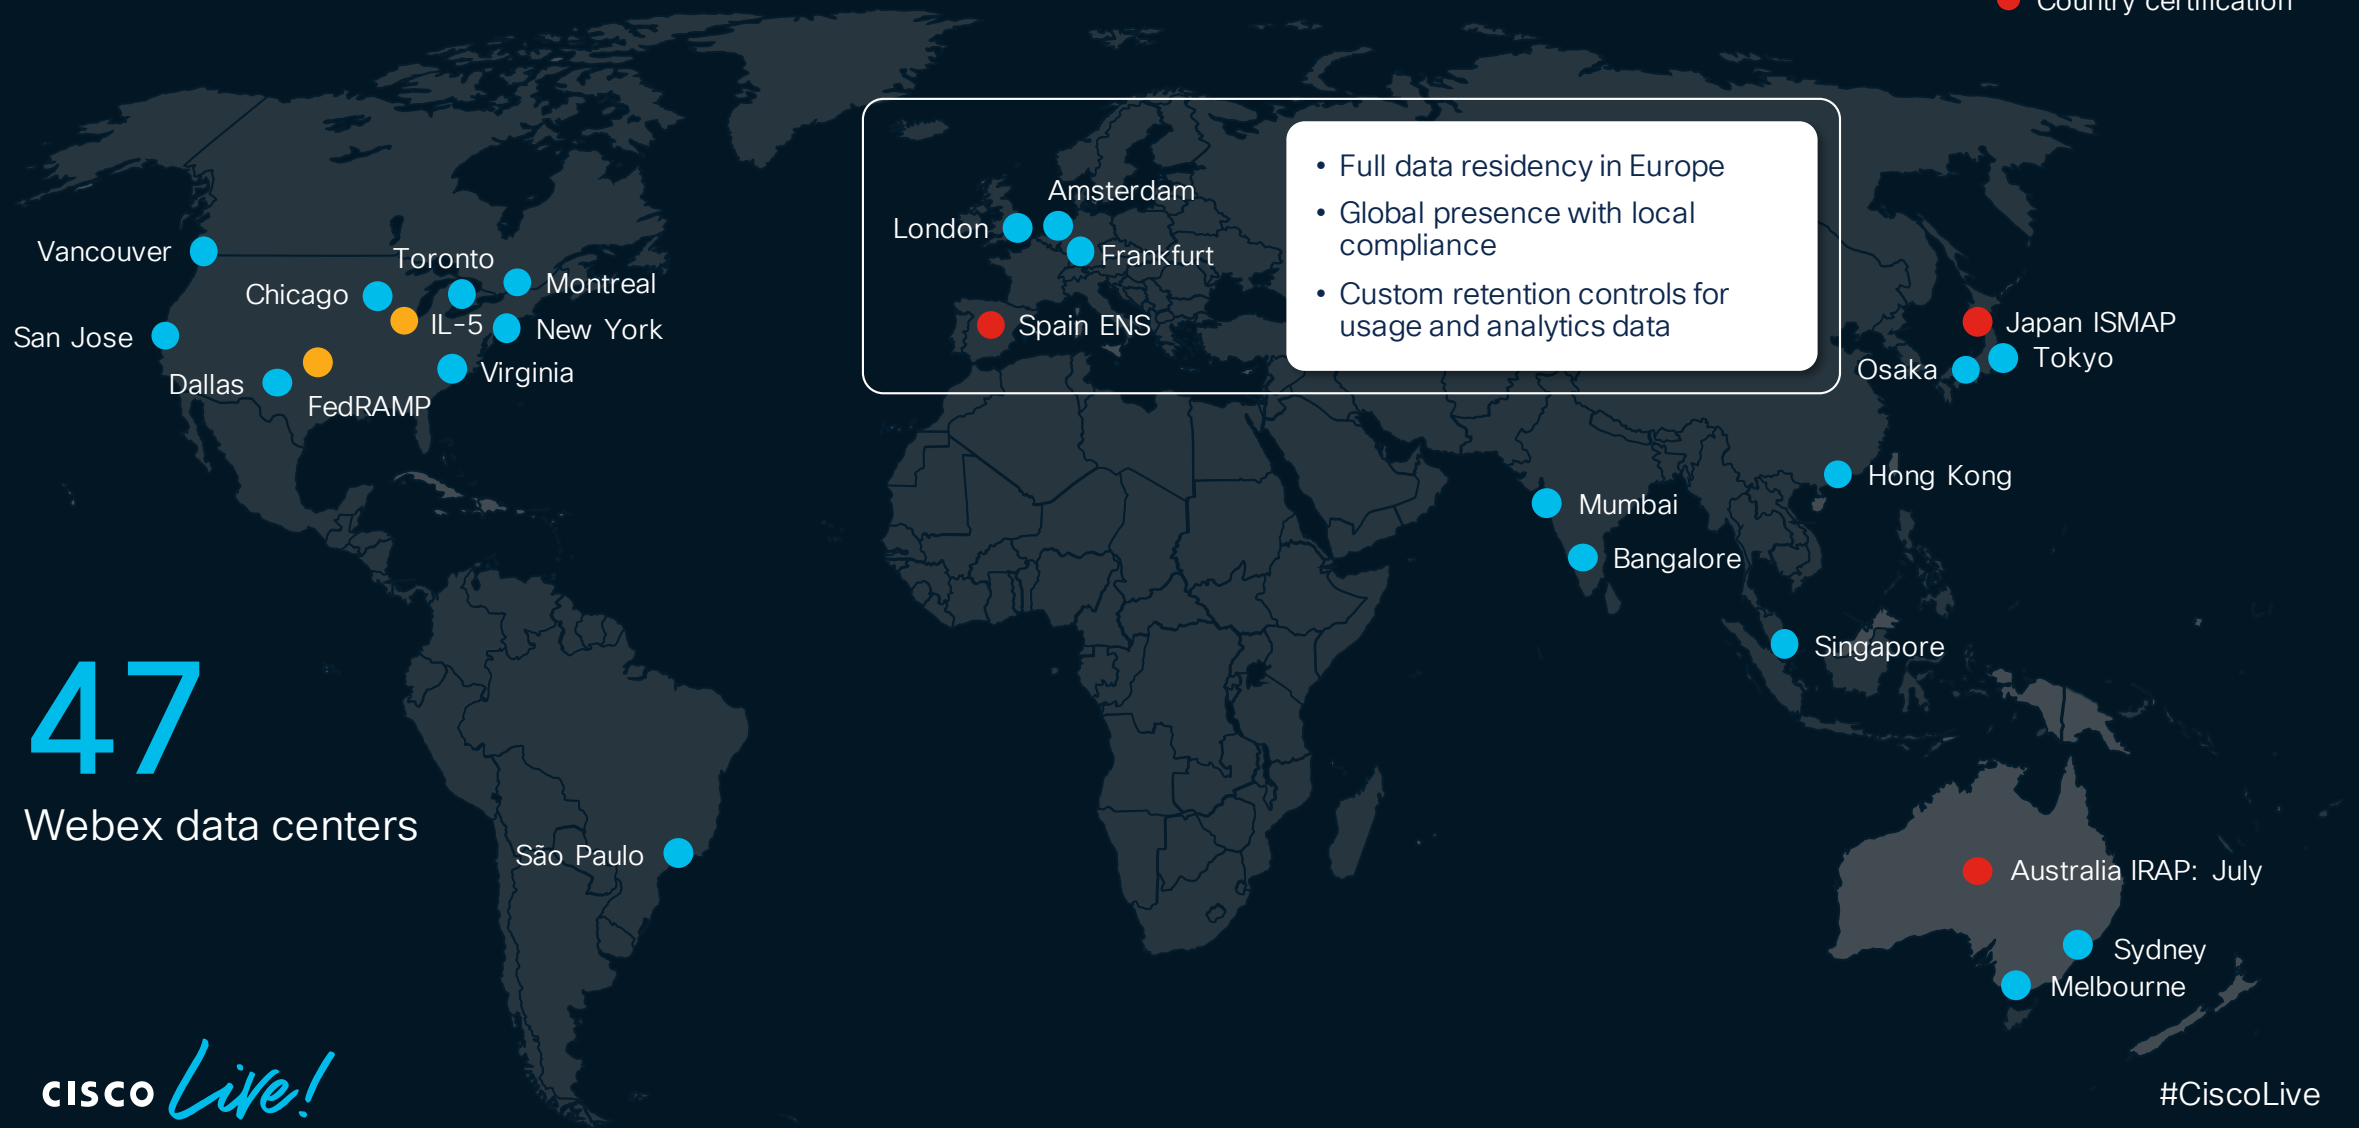 Country certification
Amsterdam
London
Frankfurt
Spain ENS
• Full data residency in Europe
• Global presence with local
compliance
• Custom retention controls for
usage and analytics data
Vancouver
Toronto
Montreal
Chicago
IL-5
New York
San Jose
Virginia
Dallas
FedRAMP
Japan ISMAP
Tokyo
Osaka
Hong Kong
Mumbai
Bangalore
Singapore
47
Webex data centers
São Paulo
Australia IRAP: July
Sydney
Melbourne
CISCO Live!
#CiscoLive